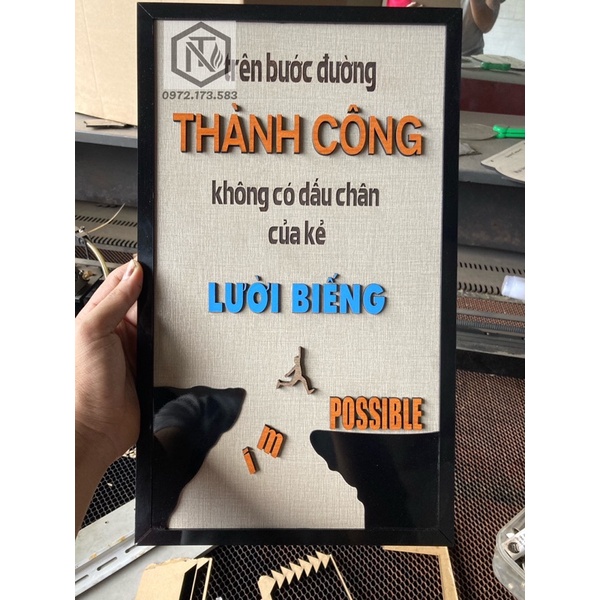 NT
0972.173.583
trên bước đường
THÀNH CÔNG
không có dấu chân
của kẻ
LƯỜI BIẾNG
POSSIBLE
i m